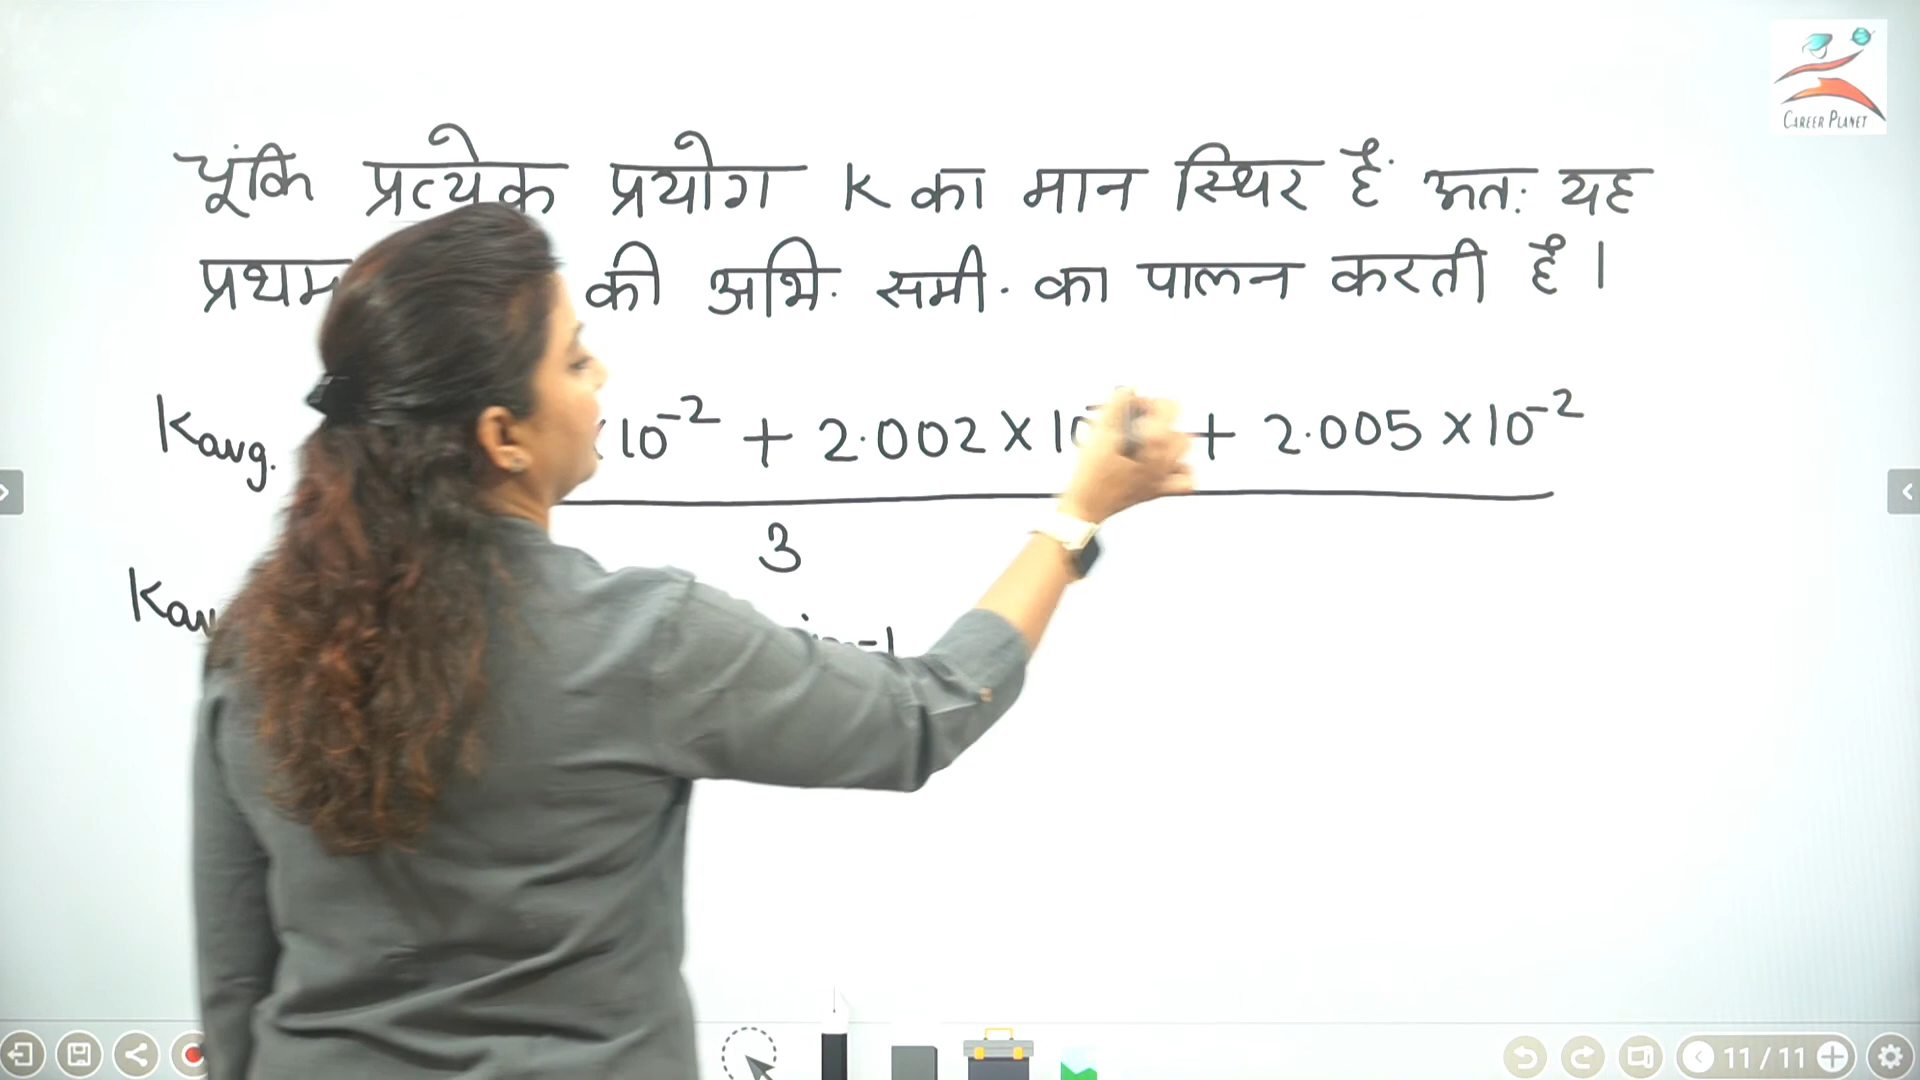 CAREER PLANET
चूंकि प्रत्येक प्रयोग K का मान स्थिर हैं अतः यह
प्रथम की अभि. समी. का पालन करती हैं।
Kavg. 10⁻² + 2.002 × 10 + 2.005 × 10⁻²
3
11 / 11